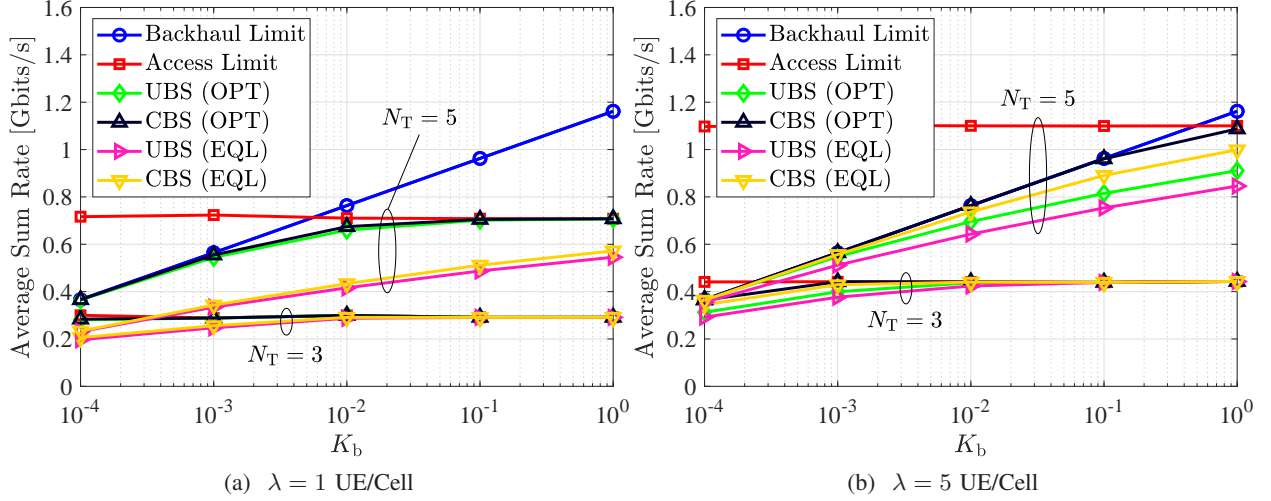 Average Sum Rate [Gbits/s]
1.6
1.4
1.2
1
0.8
0.6
0.4
0.2
0
Backhaul Limit
Access Limit
UBS (OPT)
CBS (OPT)
UBS (EQL)
CBS (EQL)
N_T = 5
N_T = 3
10^-4 10^-3 10^-2 10^-1 10^0
K_b
(a) λ = 1 UE/Cell
Average Sum Rate [Gbits/s]
1.6
1.4
1.2
1
0.8
0.6
0.4
0.2
0
Backhaul Limit
Access Limit
UBS (OPT)
CBS (OPT)
UBS (EQL)
CBS (EQL)
N_T = 5
N_T = 3
10^-4 10^-3 10^-2 10^-1 10^0
K_b
(b) λ = 5 UE/Cell